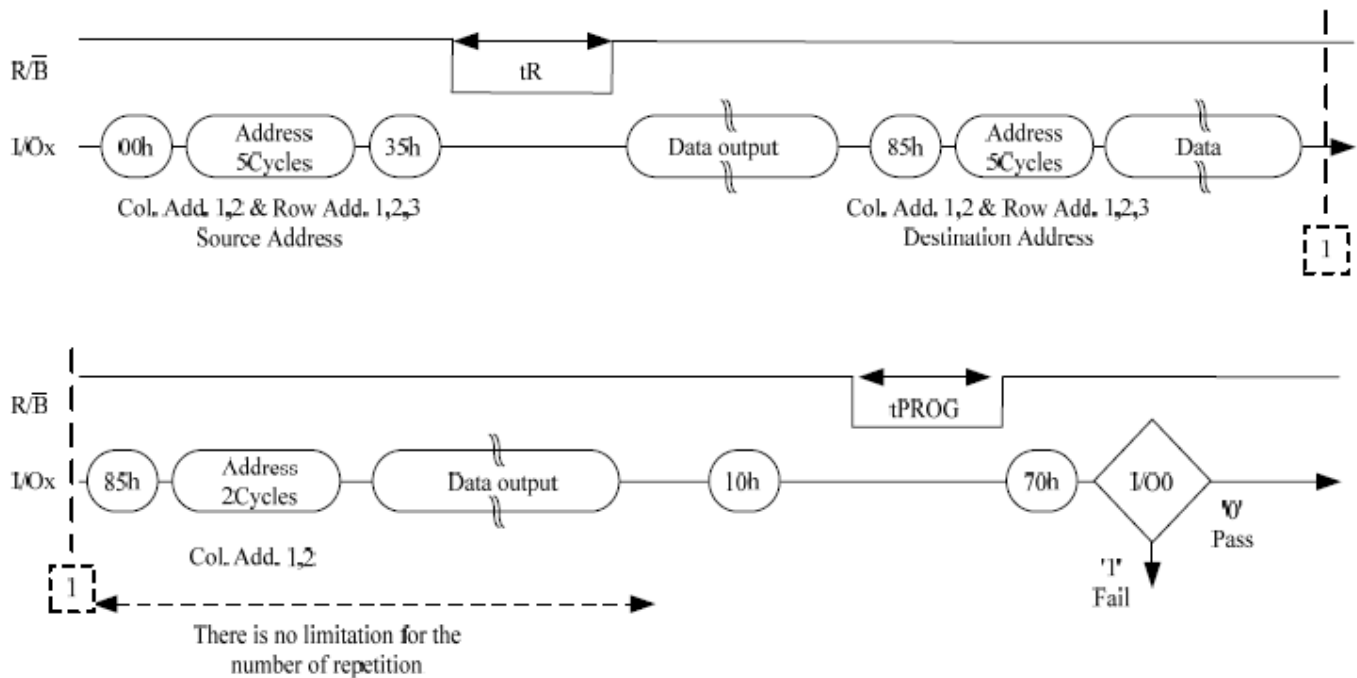 R/B
tR
I/Ox
00h
Address
5Cycles
35h
Data output
85h
Address
5Cycles
Data
Col. Add. 1,2 & Row Add. 1,2,3
Source Address
Col. Add. 1,2 & Row Add. 1,2,3
Destination Address
1
R/B
tPROG
I/Ox
85h
Address
2Cycles
Data output
10h
70h
I/O0
'0'
Pass
'1'
Fail
Col. Add. 1,2
1
There is no limitation for the
number of repetition